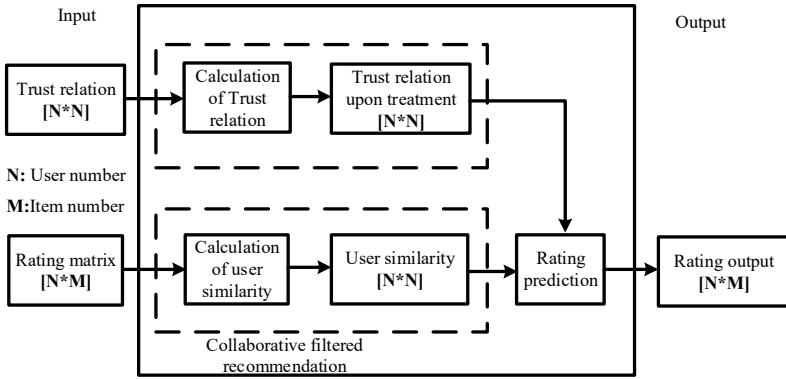 Input
Output
Trust relation
[N*N]
Calculation
of Trust
relation
Trust relation
upon treatment
[N*N]
N: User number
M:Item number
Rating matrix
[N*M]
Calculation
of user
similarity
User similarity
[N*N]
Rating
prediction
Rating output
[N*M]
Collaborative filtered
recommendation